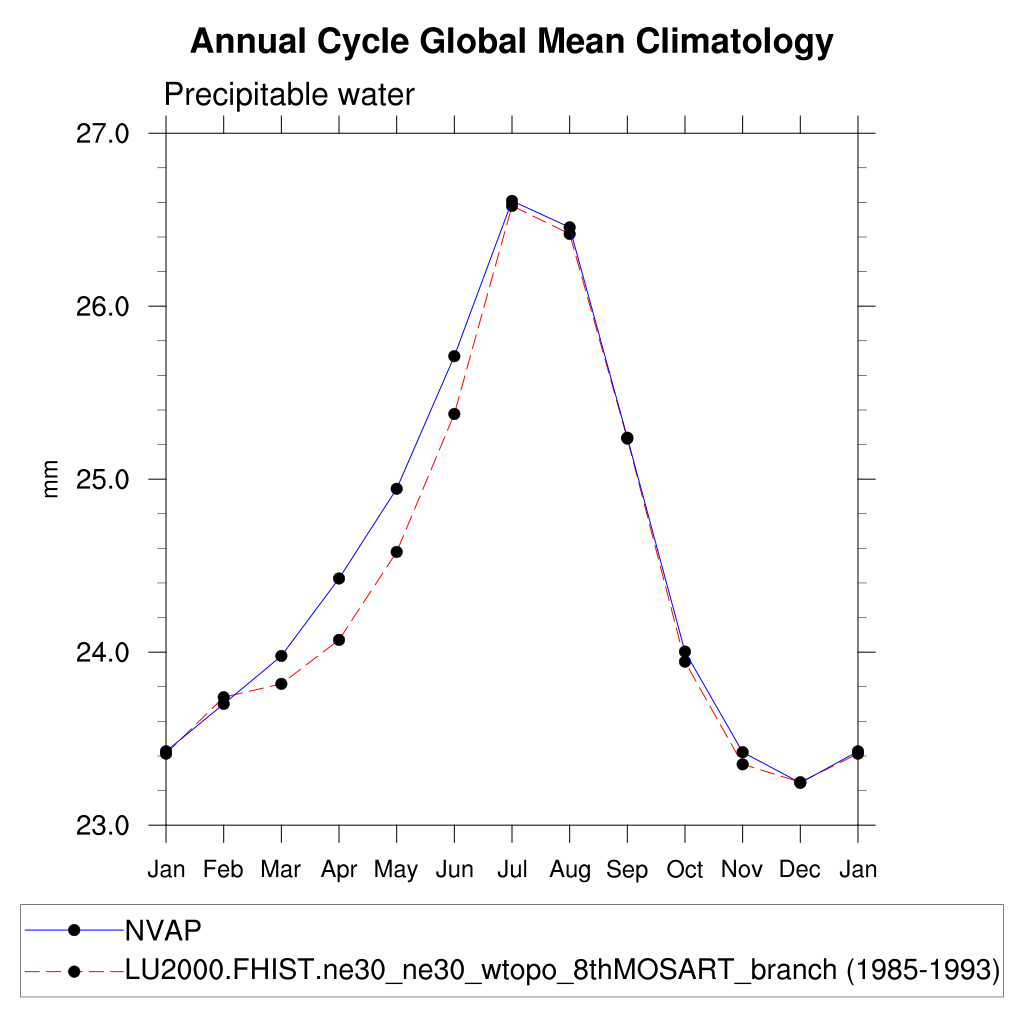 Annual Cycle Global Mean Climatology
Precipitable water
27.0
26.0
25.0
24.0
23.0
mm
Jan Feb Mar Apr May Jun Jul Aug Sep Oct Nov Dec Jan
NVAP
LU2000.FHIST.ne30_ne30_wtopo_8thMOSART_branch (1985-1993)